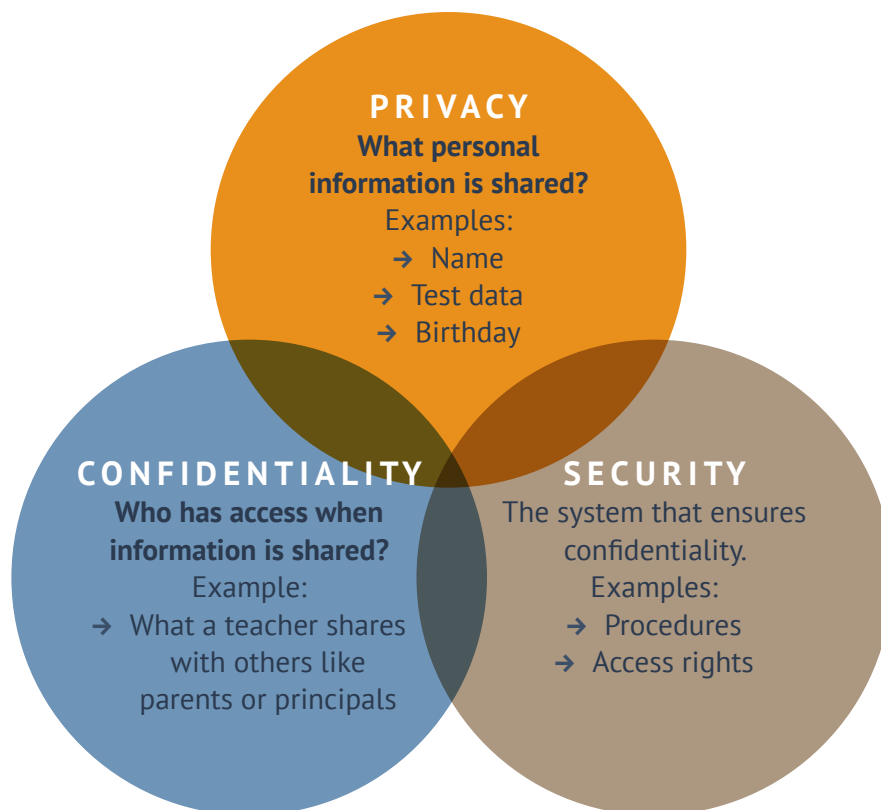 PRIVACY
What personal
information is shared?
Examples:
→ Name
→ Test data
→ Birthday
CONFIDENTIALITY
Who has access when
information is shared?
Example:
→ What a teacher shares
with others like
parents or principals
SECURITY
The system that ensures
confidentiality.
Examples:
→ Procedures
→ Access rights